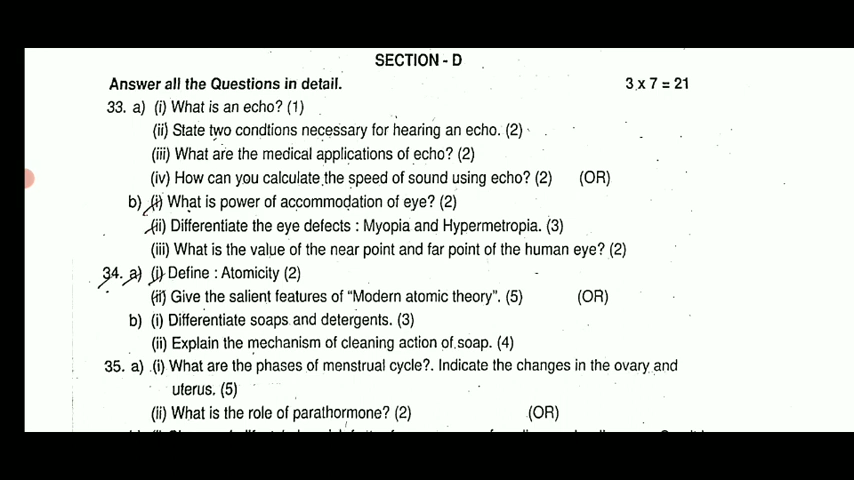 SECTION - D
Answer all the Questions in detail. 3 x 7 = 21
33. a) (i) What is an echo? (1)
(ii) State two condtions necessary for hearing an echo. (2)
(iii) What are the medical applications of echo? (2)
(iv) How can you calculate the speed of sound using echo? (2) (OR)
b) (i) What is power of accommodation of eye? (2)
(ii) Differentiate the eye defects : Myopia and Hypermetropia. (3)
(iii) What is the value of the near point and far point of the human eye? (2)
34. a) (i) Define : Atomicity (2)
(ii) Give the salient features of “Modern atomic theory”. (5) (OR)
b) (i) Differentiate soaps and detergents. (3)
(ii) Explain the mechanism of cleaning action of soap. (4)
35. a) (i) What are the phases of menstrual cycle?. Indicate the changes in the ovary and
uterus. (5)
(ii) What is the role of parathormone? (2) (OR)